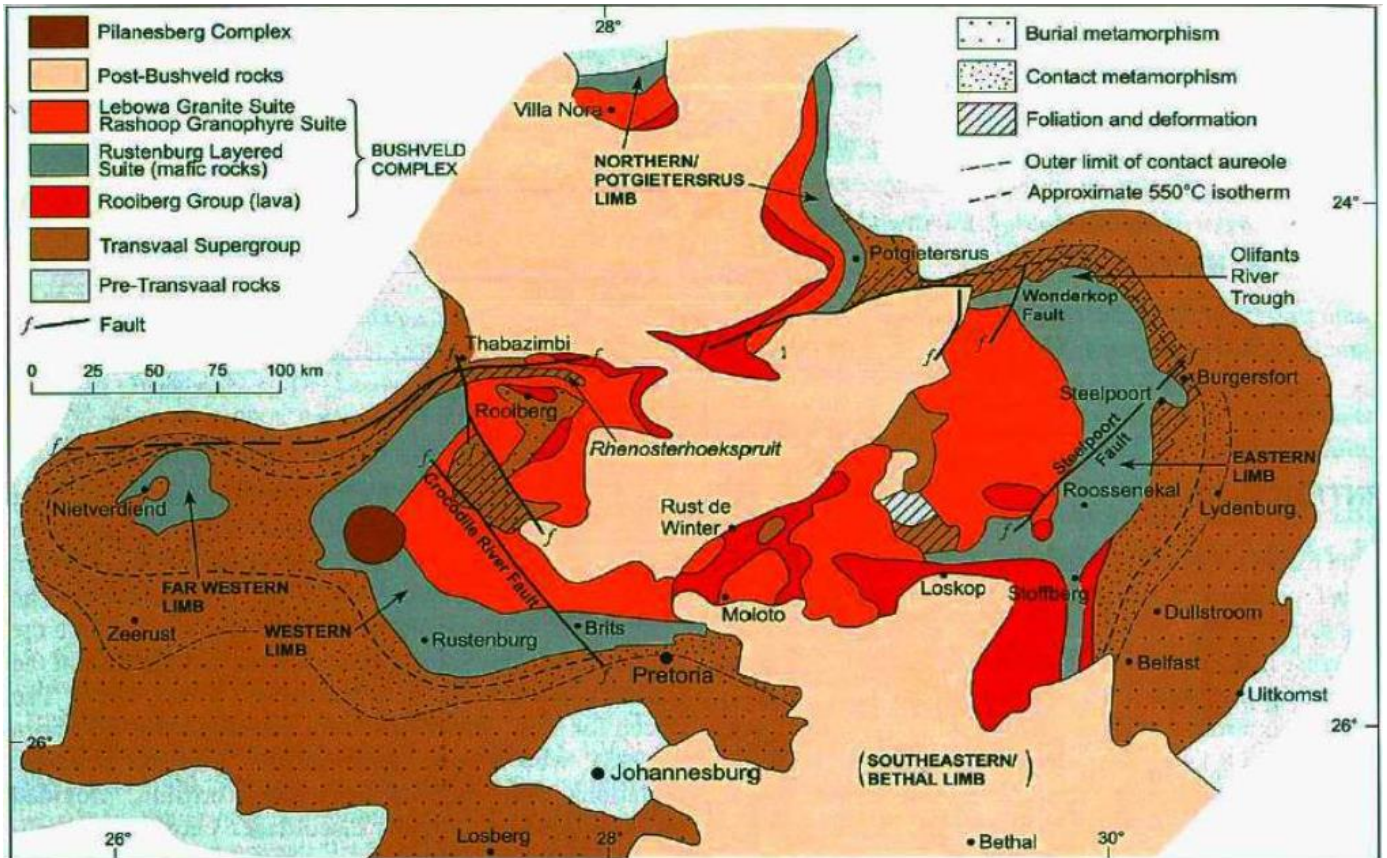 Pilanesberg Complex
Post-Bushveld rocks
Lebowa Granite Suite
Rashoop Granophyre Suite
Rustenburg Layered
Suite (mafic rocks)
Rooiberg Group (lava)
BUSHVELD
COMPLEX
Transvaal Supergroup
Pre-Transvaal rocks
f Fault
0 25 50 75 100 km
28°
Burial metamorphism
Contact metamorphism
Foliation and deformation
Outer limit of contact aureole
Approximate 550°C isotherm
24°
Villa Nora
NORTHERN/
POTGIETERSRUS
LIMB
Potgietersrus
Olifants
River
Trough
Wonderkop
Fault
f
f
f
f
f
f
Thabazimbi
Rooiberg
Rhenosterhoekspruit
Steelpoort
Burgersfort
Steelpoort
Fault
EASTERN
LIMB
Roossenekal
Lydenburg
f
f
f
f
Crocodile River Fault
Nietverdiend
Rust de
Winter
FAR WESTERN
LIMB
Zeerust
WESTERN
LIMB
Rustenburg
Brits
f
Moloto
Loskop
Stoffberg
Dullstroom
Pretoria
Belfast
Uitkomst
26°
26°
Johannesburg
(SOUTHEASTERN/
BETHAL LIMB)
26°
Losberg
28°
Bethal
30°